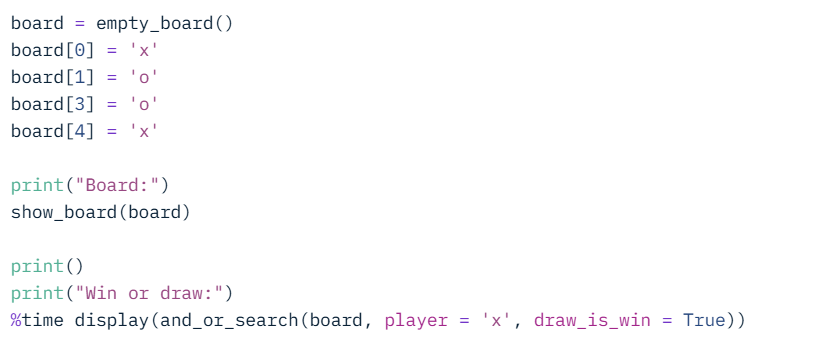 board = empty_board()
board[0] = 'x'
board[1] = 'o'
board[3] = 'o'
board[4] = 'x'
print("Board:")
show_board(board)
print()
print("Win or draw:")
%time display(and_or_search(board, player = 'x', draw_is_win = True))